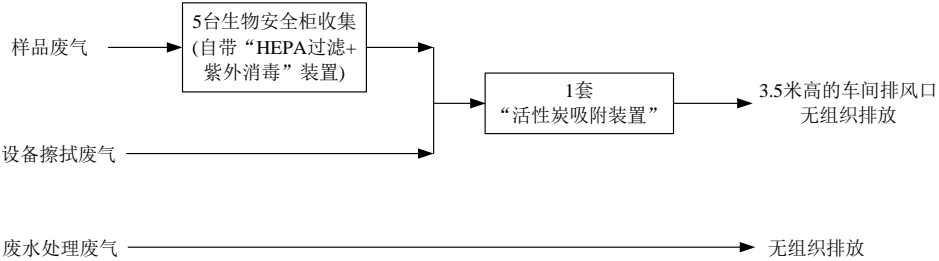 样品废气
5台生物安全柜收集
(自带“HEPA过滤+
紫外消毒”装置)
1套
“活性炭吸附装置”
3.5米高的车间排风口
无组织排放
设备擦拭废气
废水处理废气
无组织排放